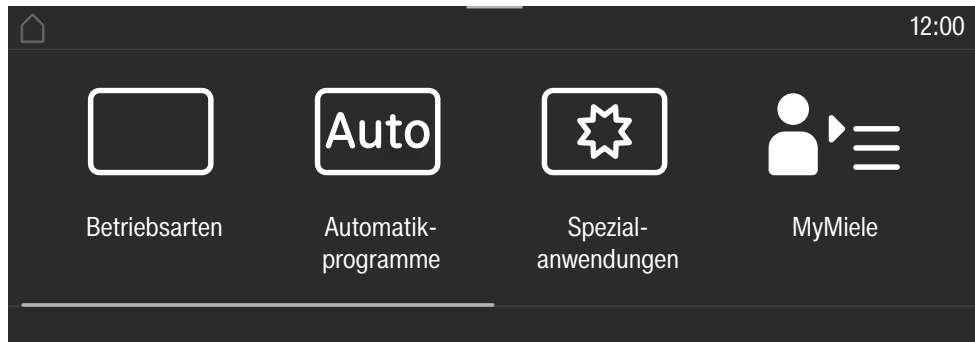 12:00
Auto
Betriebsarten
Automatik-
programme
Spezial-
anwendungen
MyMiele